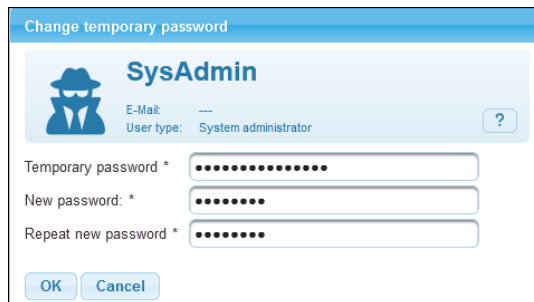 Change temporary password
SysAdmin
E-Mail: ---
User type: System administrator
?
Temporary password * •••••••••••••••
New password: * ••••••••
Repeat new password * ••••••••
OK Cancel